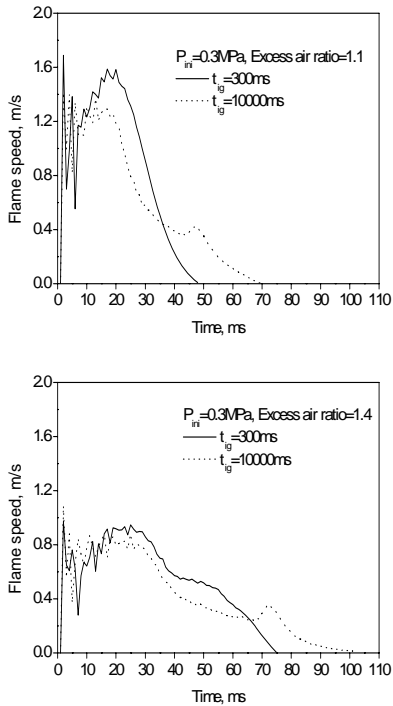 2.0
P_ini=0.3MPa, Excess air ratio=1.1
1.6
t_ig=300ms
t_ig=10000ms
1.2
Flame speed, m/s
0.8
0.4
0.0
0 10 20 30 40 50 60 70 80 90 100 110
Time, ms
2.0
P_ini=0.3MPa, Excess air ratio=1.4
1.6
t_ig=300ms
t_ig=10000ms
1.2
Flame speed, m/s
0.8
0.4
0.0
0 10 20 30 40 50 60 70 80 90 100 110
Time, ms